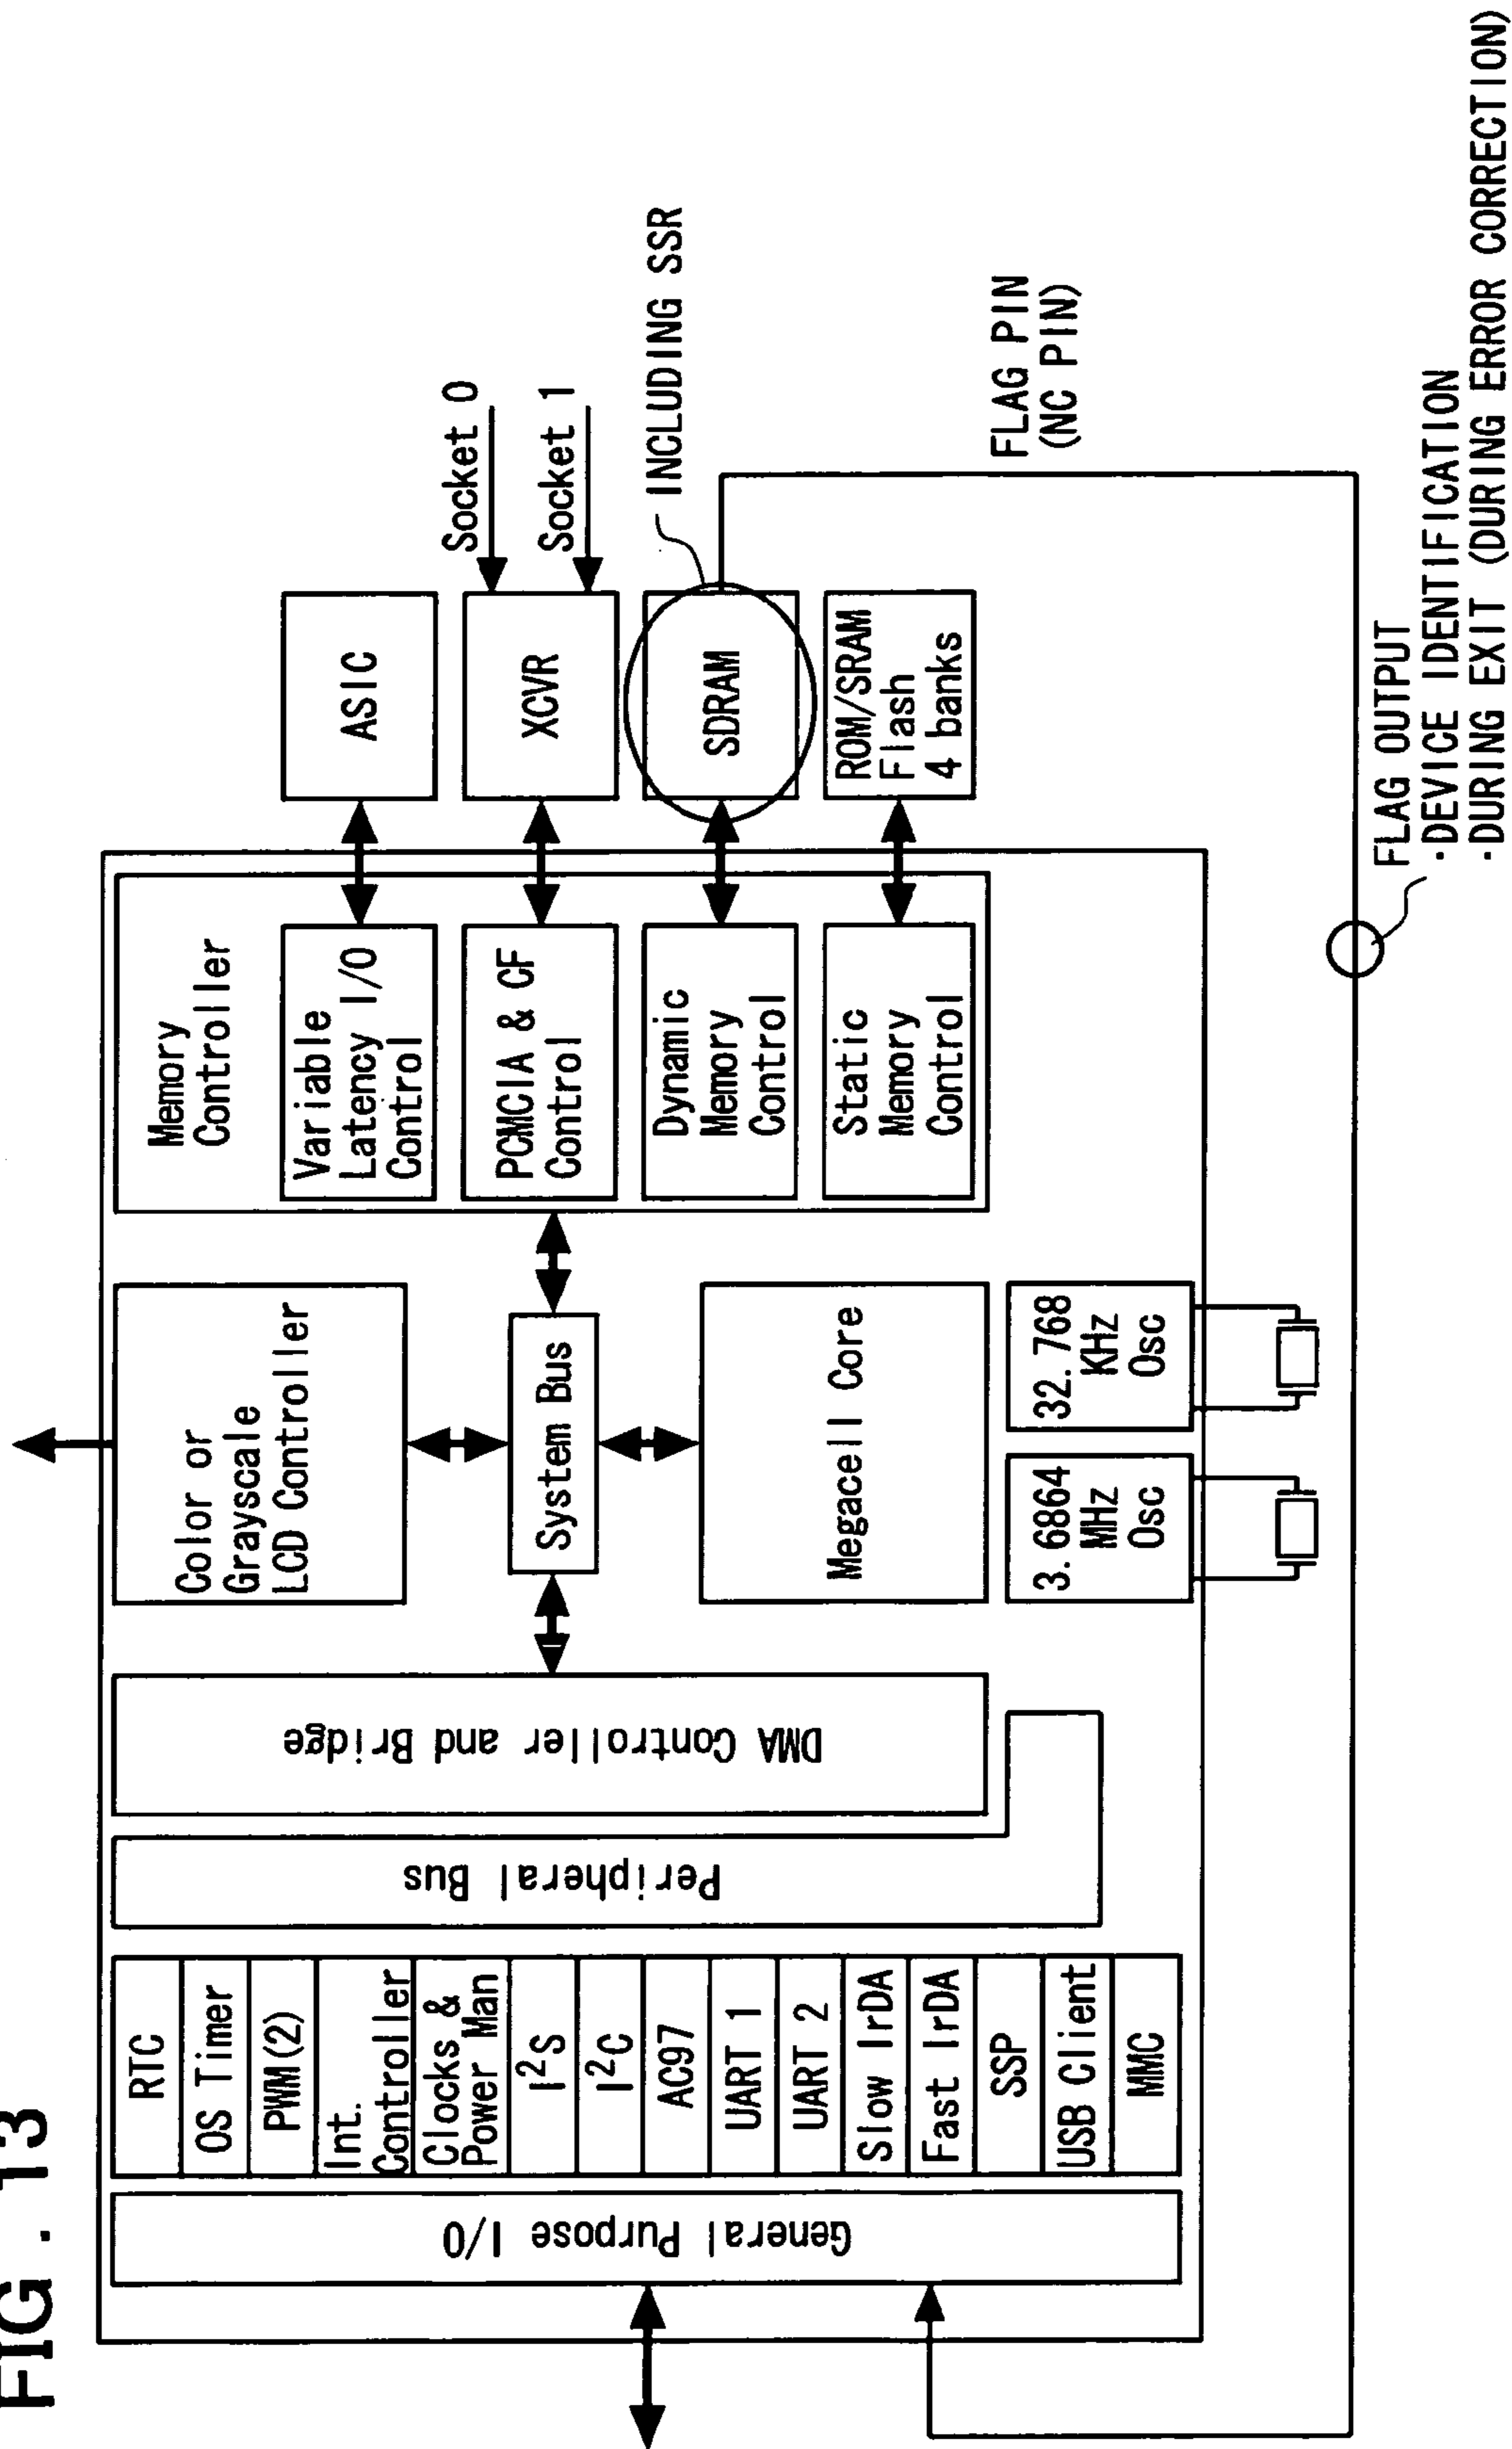 FIG. 13
General Purpose I/O
RTC
OS Timer
PWM(2)
Int.
Controller
Clocks &
Power Man
I²S
I²C
AC97
UART 1
UART 2
Slow IrDA
Fast IrDA
SSP
USB Client
MMC
Peripheral Bus
DMA Controller and Bridge
Color or
Grayscale
LCD Controller
System Bus
Megacell Core
3.6864
MHz
Osc
32.768
KHz
Osc
Memory
Controller
Variable
Latency I/O
Control
PCMCIA & CF
Control
Dynamic
Memory
Control
Static
Memory
Control
ASIC
XCVR
SDRAM
ROM/SRAM
Flash
4 banks
Socket 0
Socket 1
INCLUDING SSR
FLAG PIN
(NC PIN)
FLAG OUTPUT
·DEVICE IDENTIFICATION
·DURING EXIT (DURING ERROR CORRECTION)